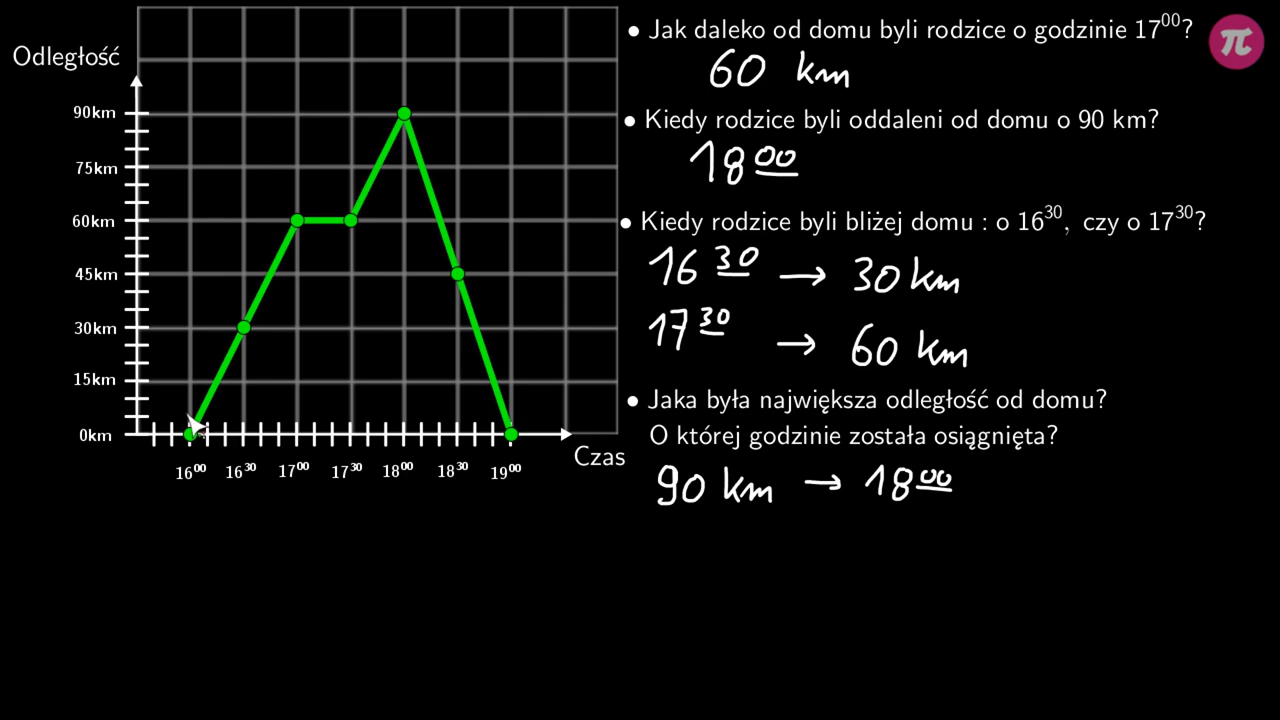 Odległość
90km
75km
60km
45km
30km
15km
0km
16⁰⁰ 16³⁰ 17⁰⁰ 17³⁰ 18⁰⁰ 18³⁰ 19⁰⁰
Czas
• Jak daleko od domu byli rodzice o godzinie 17⁰⁰?
60 km
• Kiedy rodzice byli oddaleni od domu o 90 km?
18⁰⁰
• Kiedy rodzice byli bliżej domu : o 16³⁰, czy o 17³⁰?
16³⁰ → 30 km
17³⁰ → 60 km
• Jaka była największa odległość od domu?
O której godzinie została osiągnięta?
90 km → 18⁰⁰
π